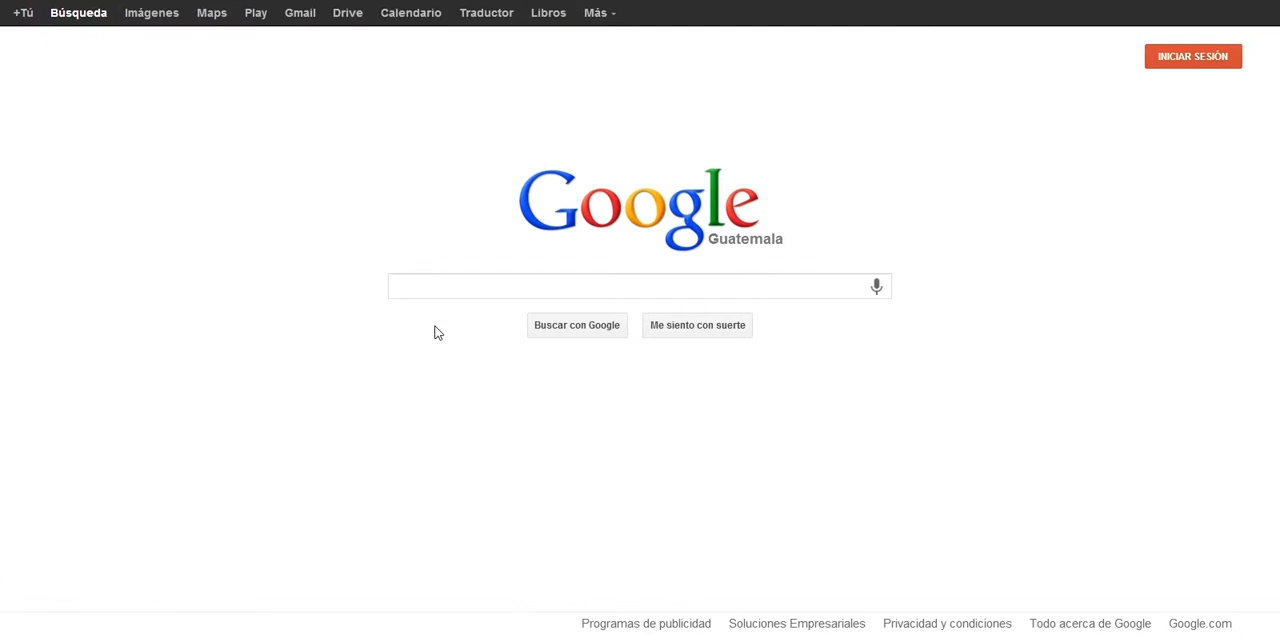 +Tú Búsqueda Imágenes Maps Play Gmail Drive Calendario Traductor Libros Más
INICIAR SESIÓN
Google
Guatemala
Buscar con Google Me siento con suerte
Programas de publicidad Soluciones Empresariales Privacidad y condiciones Todo acerca de Google Google.com